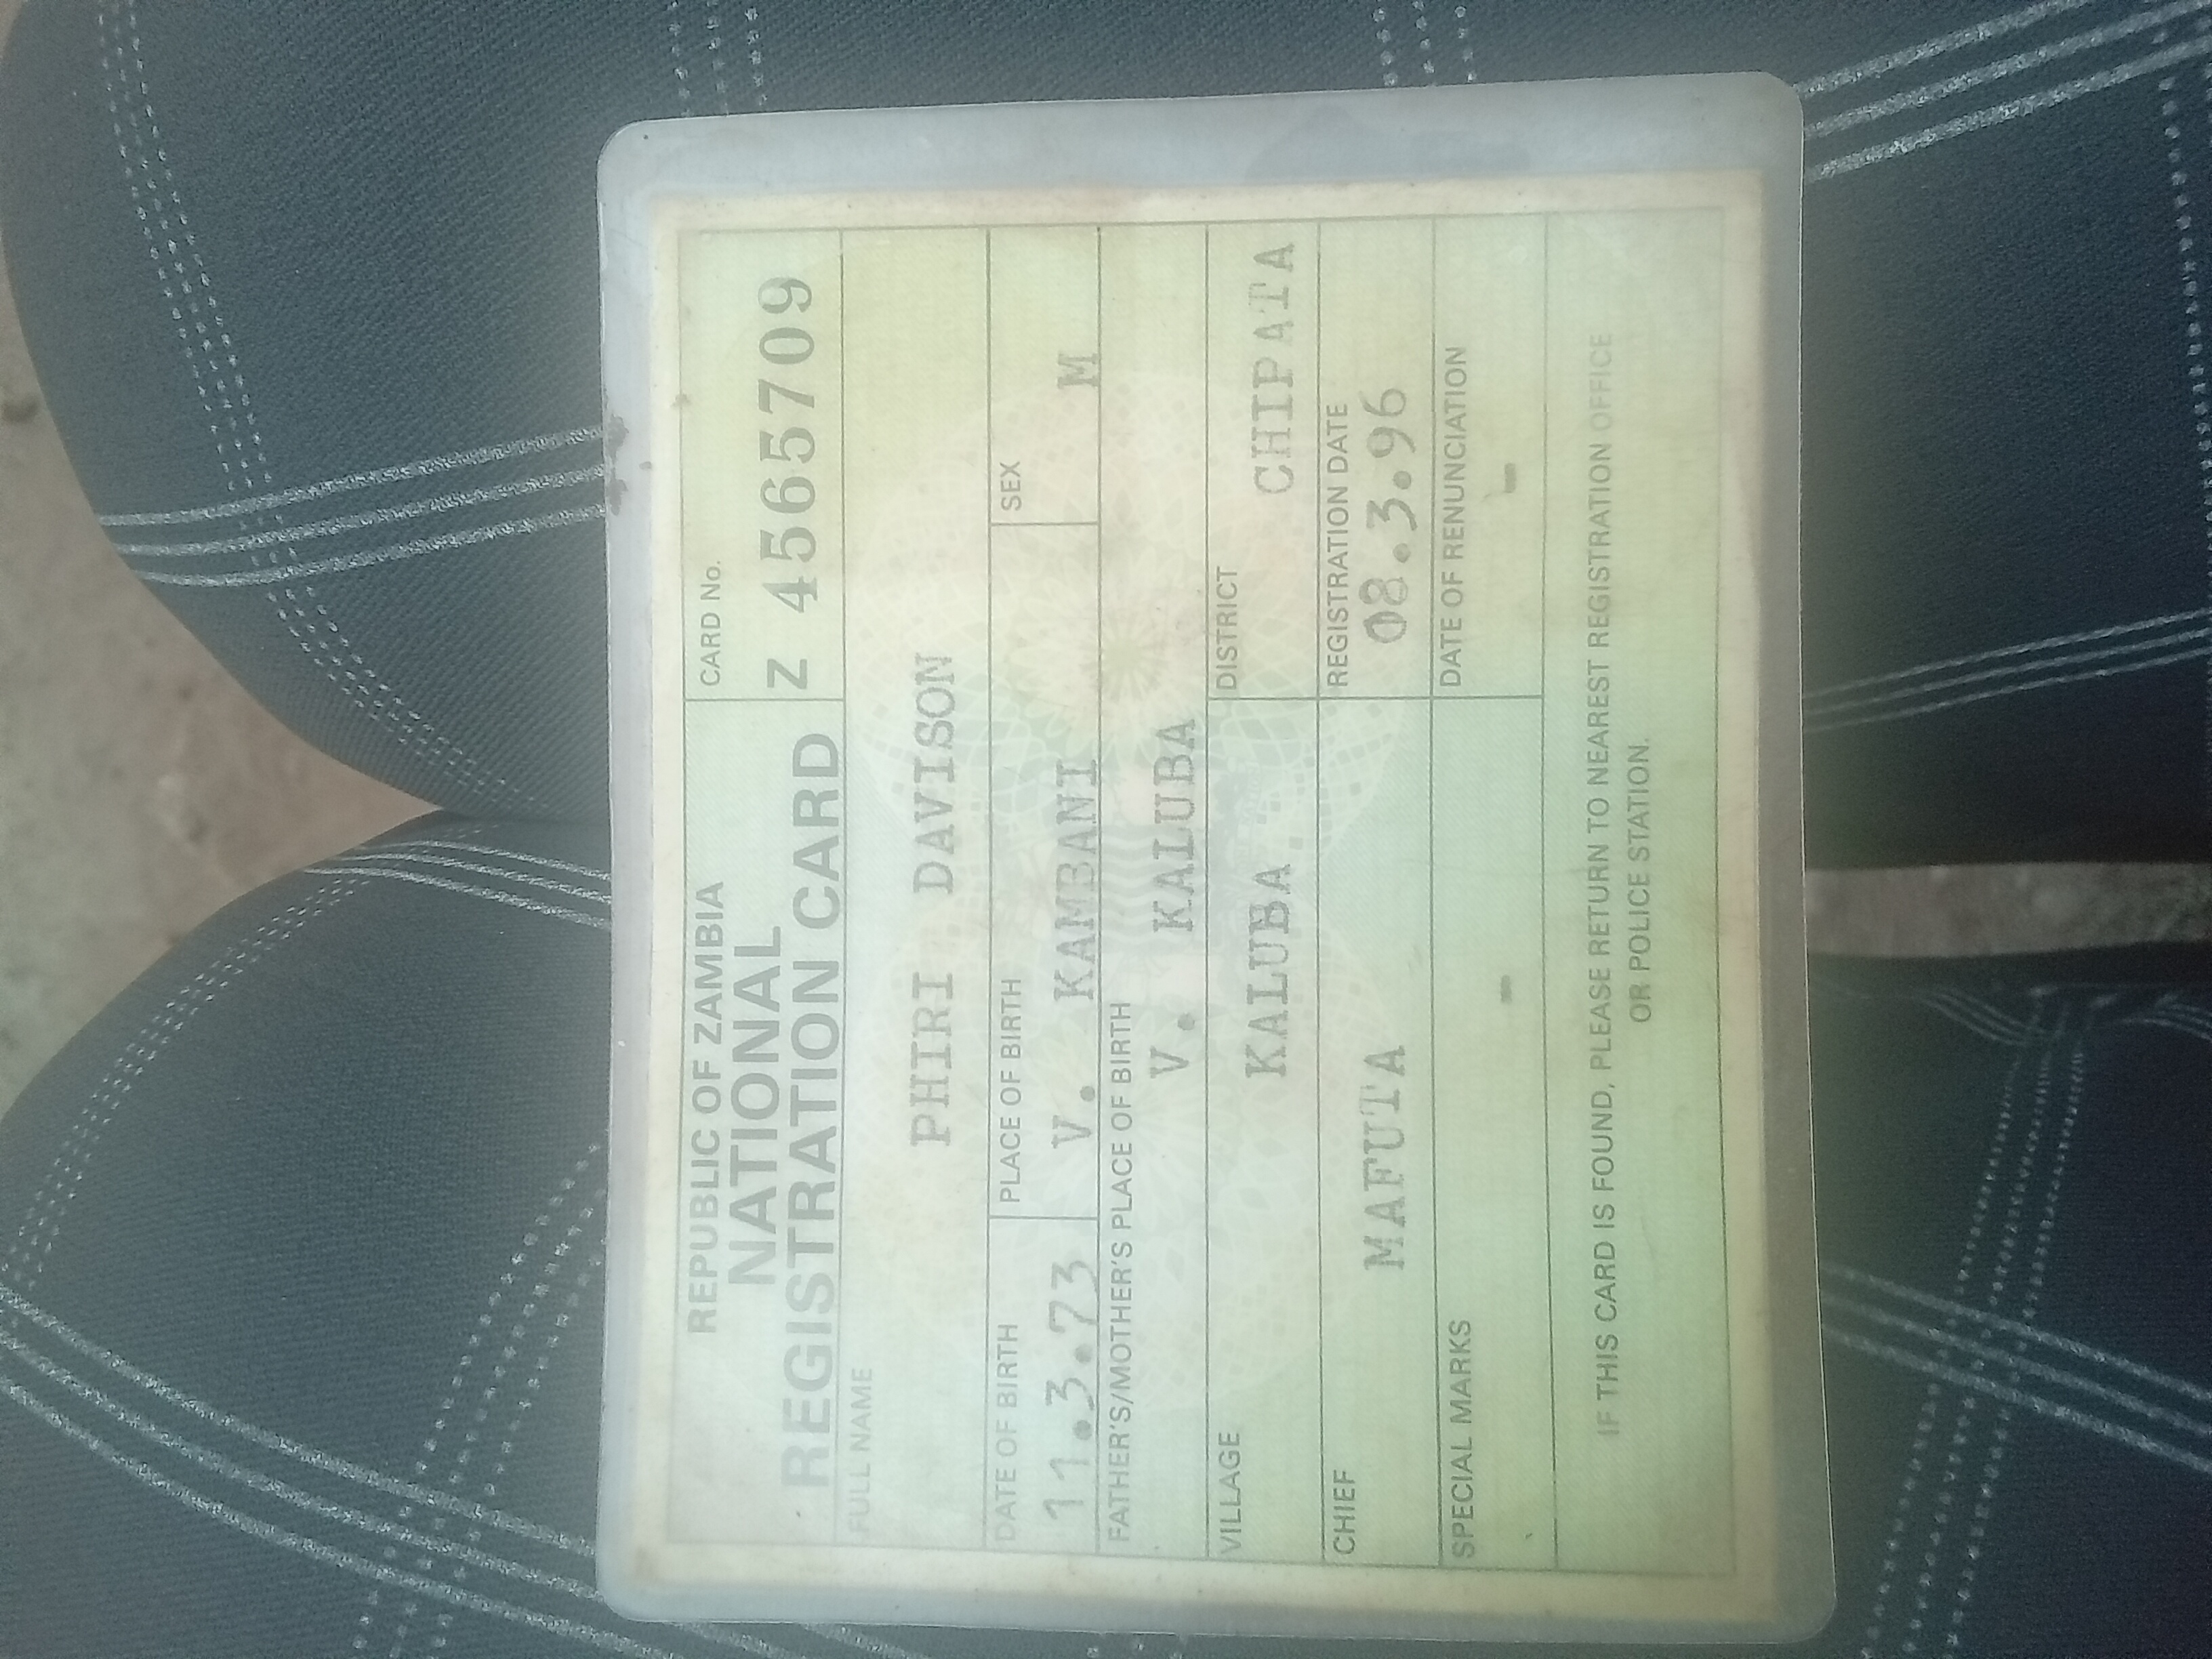 REPUBLIC OF ZAMBIA
NATIONAL
REGISTRATION CARD
CARD No.
Z 4565709
FULL NAME
PHIRI DAVISON
DATE OF BIRTH
11.3.73
PLACE OF BIRTH
V. KAMBANI
SEX
M
FATHER'S/MOTHER'S PLACE OF BIRTH
V. KALUBA
VILLAGE
KALUBA
DISTRICT
CHIPATA
CHIEF
MAFUTA
REGISTRATION DATE
08.3.96
SPECIAL MARKS
-
DATE OF RENUNCIATION
-
IF THIS CARD IS FOUND, PLEASE RETURN TO NEAREST REGISTRATION OFFICE
OR POLICE STATION.